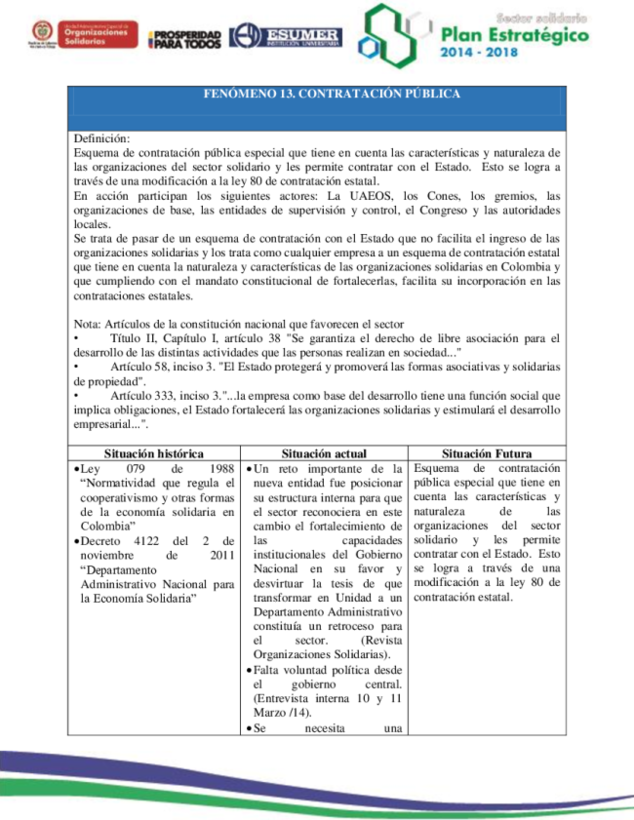 Unidad Administrativa Especial de
Organizaciones
Solidarias
PROSPERIDAD
PARA TODOS
ESUMER
INSTITUCIÓN UNIVERSITARIA
Sector solidario
Plan Estratégico
2014 - 2018
FENÓMENO 13. CONTRATACIÓN PÚBLICA
Definición:
Esquema de contratación pública especial que tiene en cuenta las características y naturaleza de
las organizaciones del sector solidario y les permite contratar con el Estado. Esto se logra a
través de una modificación a la ley 80 de contratación estatal.
En acción participan los siguientes actores: La UAEOS, los Cones, los gremios, las
organizaciones de base, las entidades de supervisión y control, el Congreso y las autoridades
locales.
Se trata de pasar de un esquema de contratación con el Estado que no facilita el ingreso de las
organizaciones solidarias y los trata como cualquier empresa a un esquema de contratación estatal
que tiene en cuenta la naturaleza y características de las organizaciones solidarias en Colombia y
que cumpliendo con el mandato constitucional de fortalecerlas, facilita su incorporación en las
contrataciones estatales.
Nota: Artículos de la constitución nacional que favorecen el sector
• Título II, Capítulo I, artículo 38 "Se garantiza el derecho de libre asociación para el
desarrollo de las distintas actividades que las personas realizan en sociedad..."
• Artículo 58, inciso 3. "El Estado protegerá y promoverá las formas asociativas y solidarias
de propiedad".
• Artículo 333, inciso 3."...la empresa como base del desarrollo tiene una función social que
implica obligaciones, el Estado fortalecerá las organizaciones solidarias y estimulará el desarrollo
empresarial...".
Situación histórica
•Ley 079 de 1988
“Normatividad que regula el
cooperativismo y otras formas
de la economía solidaria en
Colombia”
•Decreto 4122 del 2 de
noviembre de 2011
“Departamento
Administrativo Nacional para
la Economía Solidaria”
Situación actual
•Un reto importante de la
nueva entidad fue posicionar
su estructura interna para que
el sector reconociera en este
cambio el fortalecimiento de
las capacidades
institucionales del Gobierno
Nacional en su favor y
desvirtuar la tesis de que
transformar en Unidad a un
Departamento Administrativo
constituía un retroceso para
el sector. (Revista
Organizaciones Solidarias).
•Falta voluntad política desde
el gobierno central.
(Entrevista interna 10 y 11
Marzo /14).
•Se necesita una
Situación Futura
Esquema de contratación
pública especial que tiene en
cuenta las características y
naturaleza de las
organizaciones del sector
solidario y les permite
contratar con el Estado. Esto
se logra a través de una
modificación a la ley 80 de
contratación estatal.